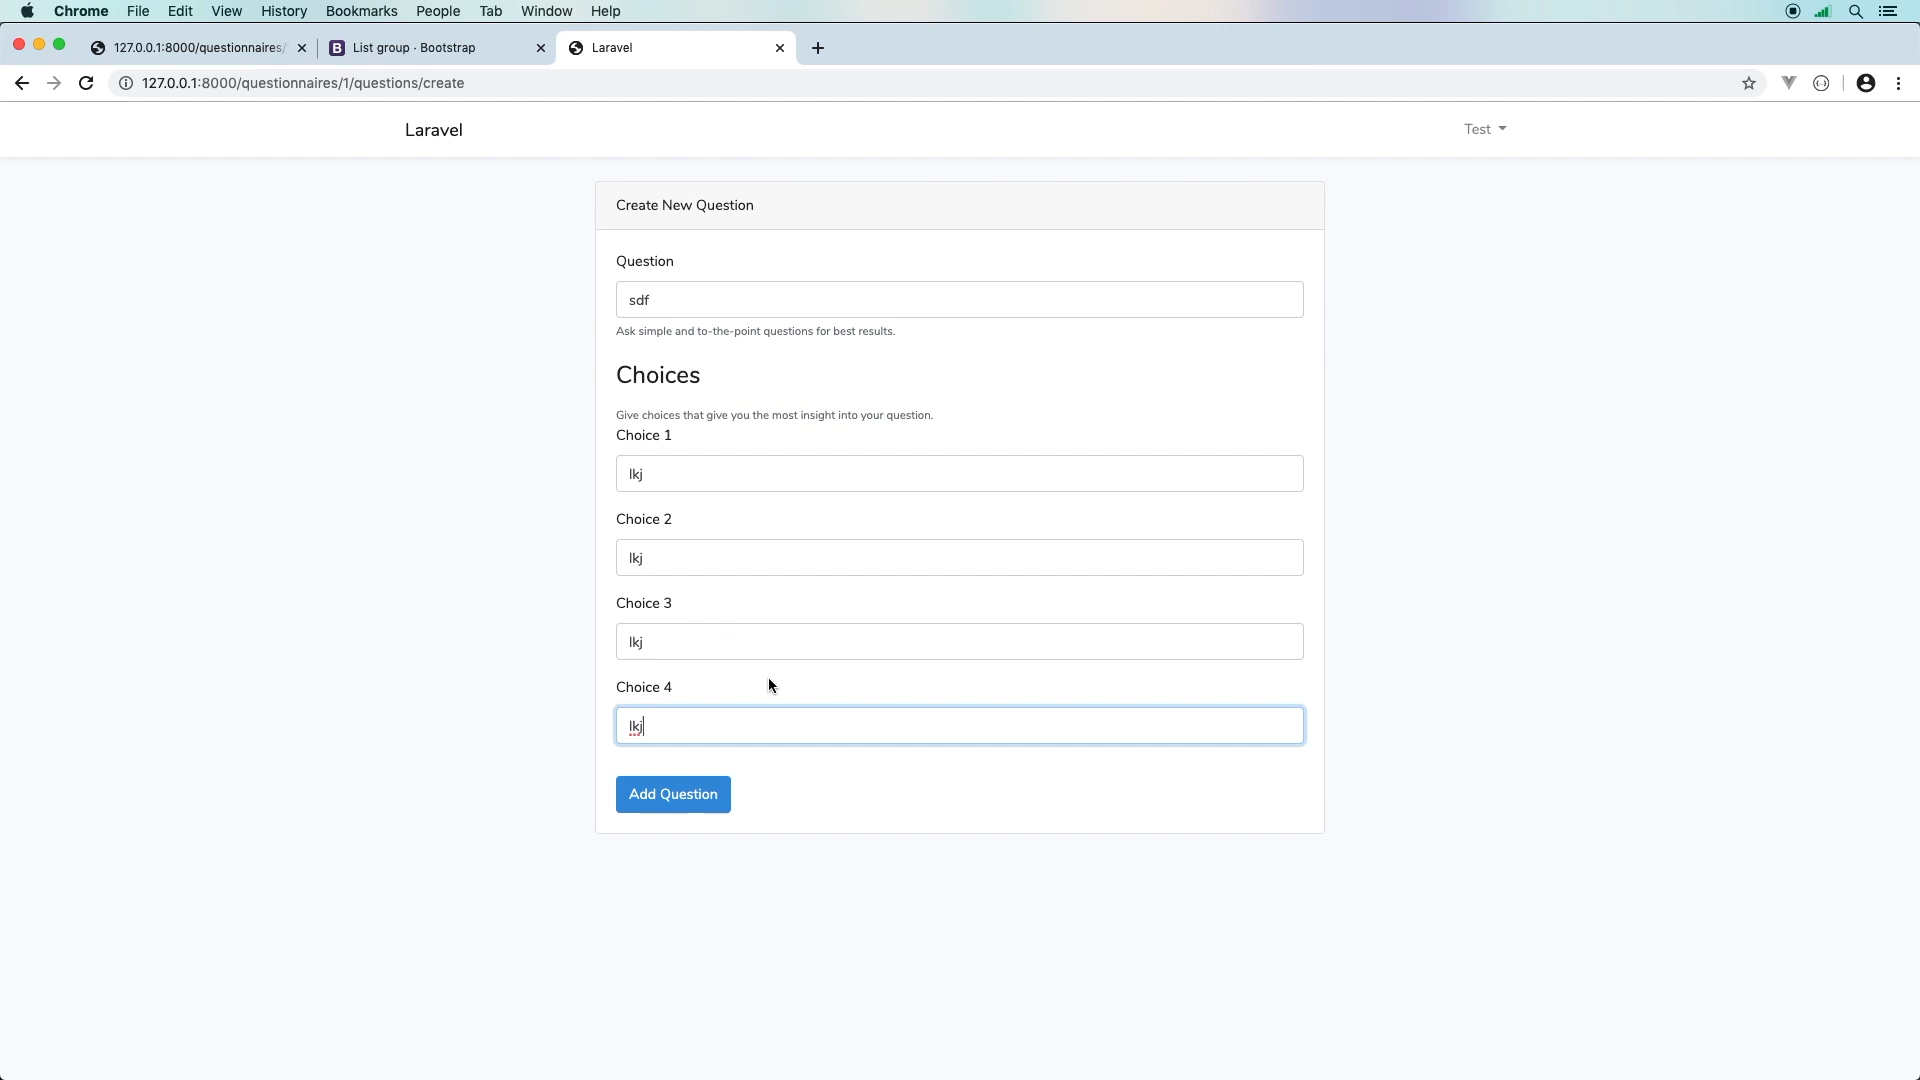 Chrome File Edit View History Bookmarks People Tab Window Help
127.0.0.1:8000/questionnaires/
B List group · Bootstrap
Laravel
127.0.0.1:8000/questionnaires/1/questions/create
Laravel
Test
Create New Question
Question
sdf
Ask simple and to-the-point questions for best results.
Choices
Give choices that give you the most insight into your question.
Choice 1
lkj
Choice 2
lkj
Choice 3
lkj
Choice 4
lkj
Add Question